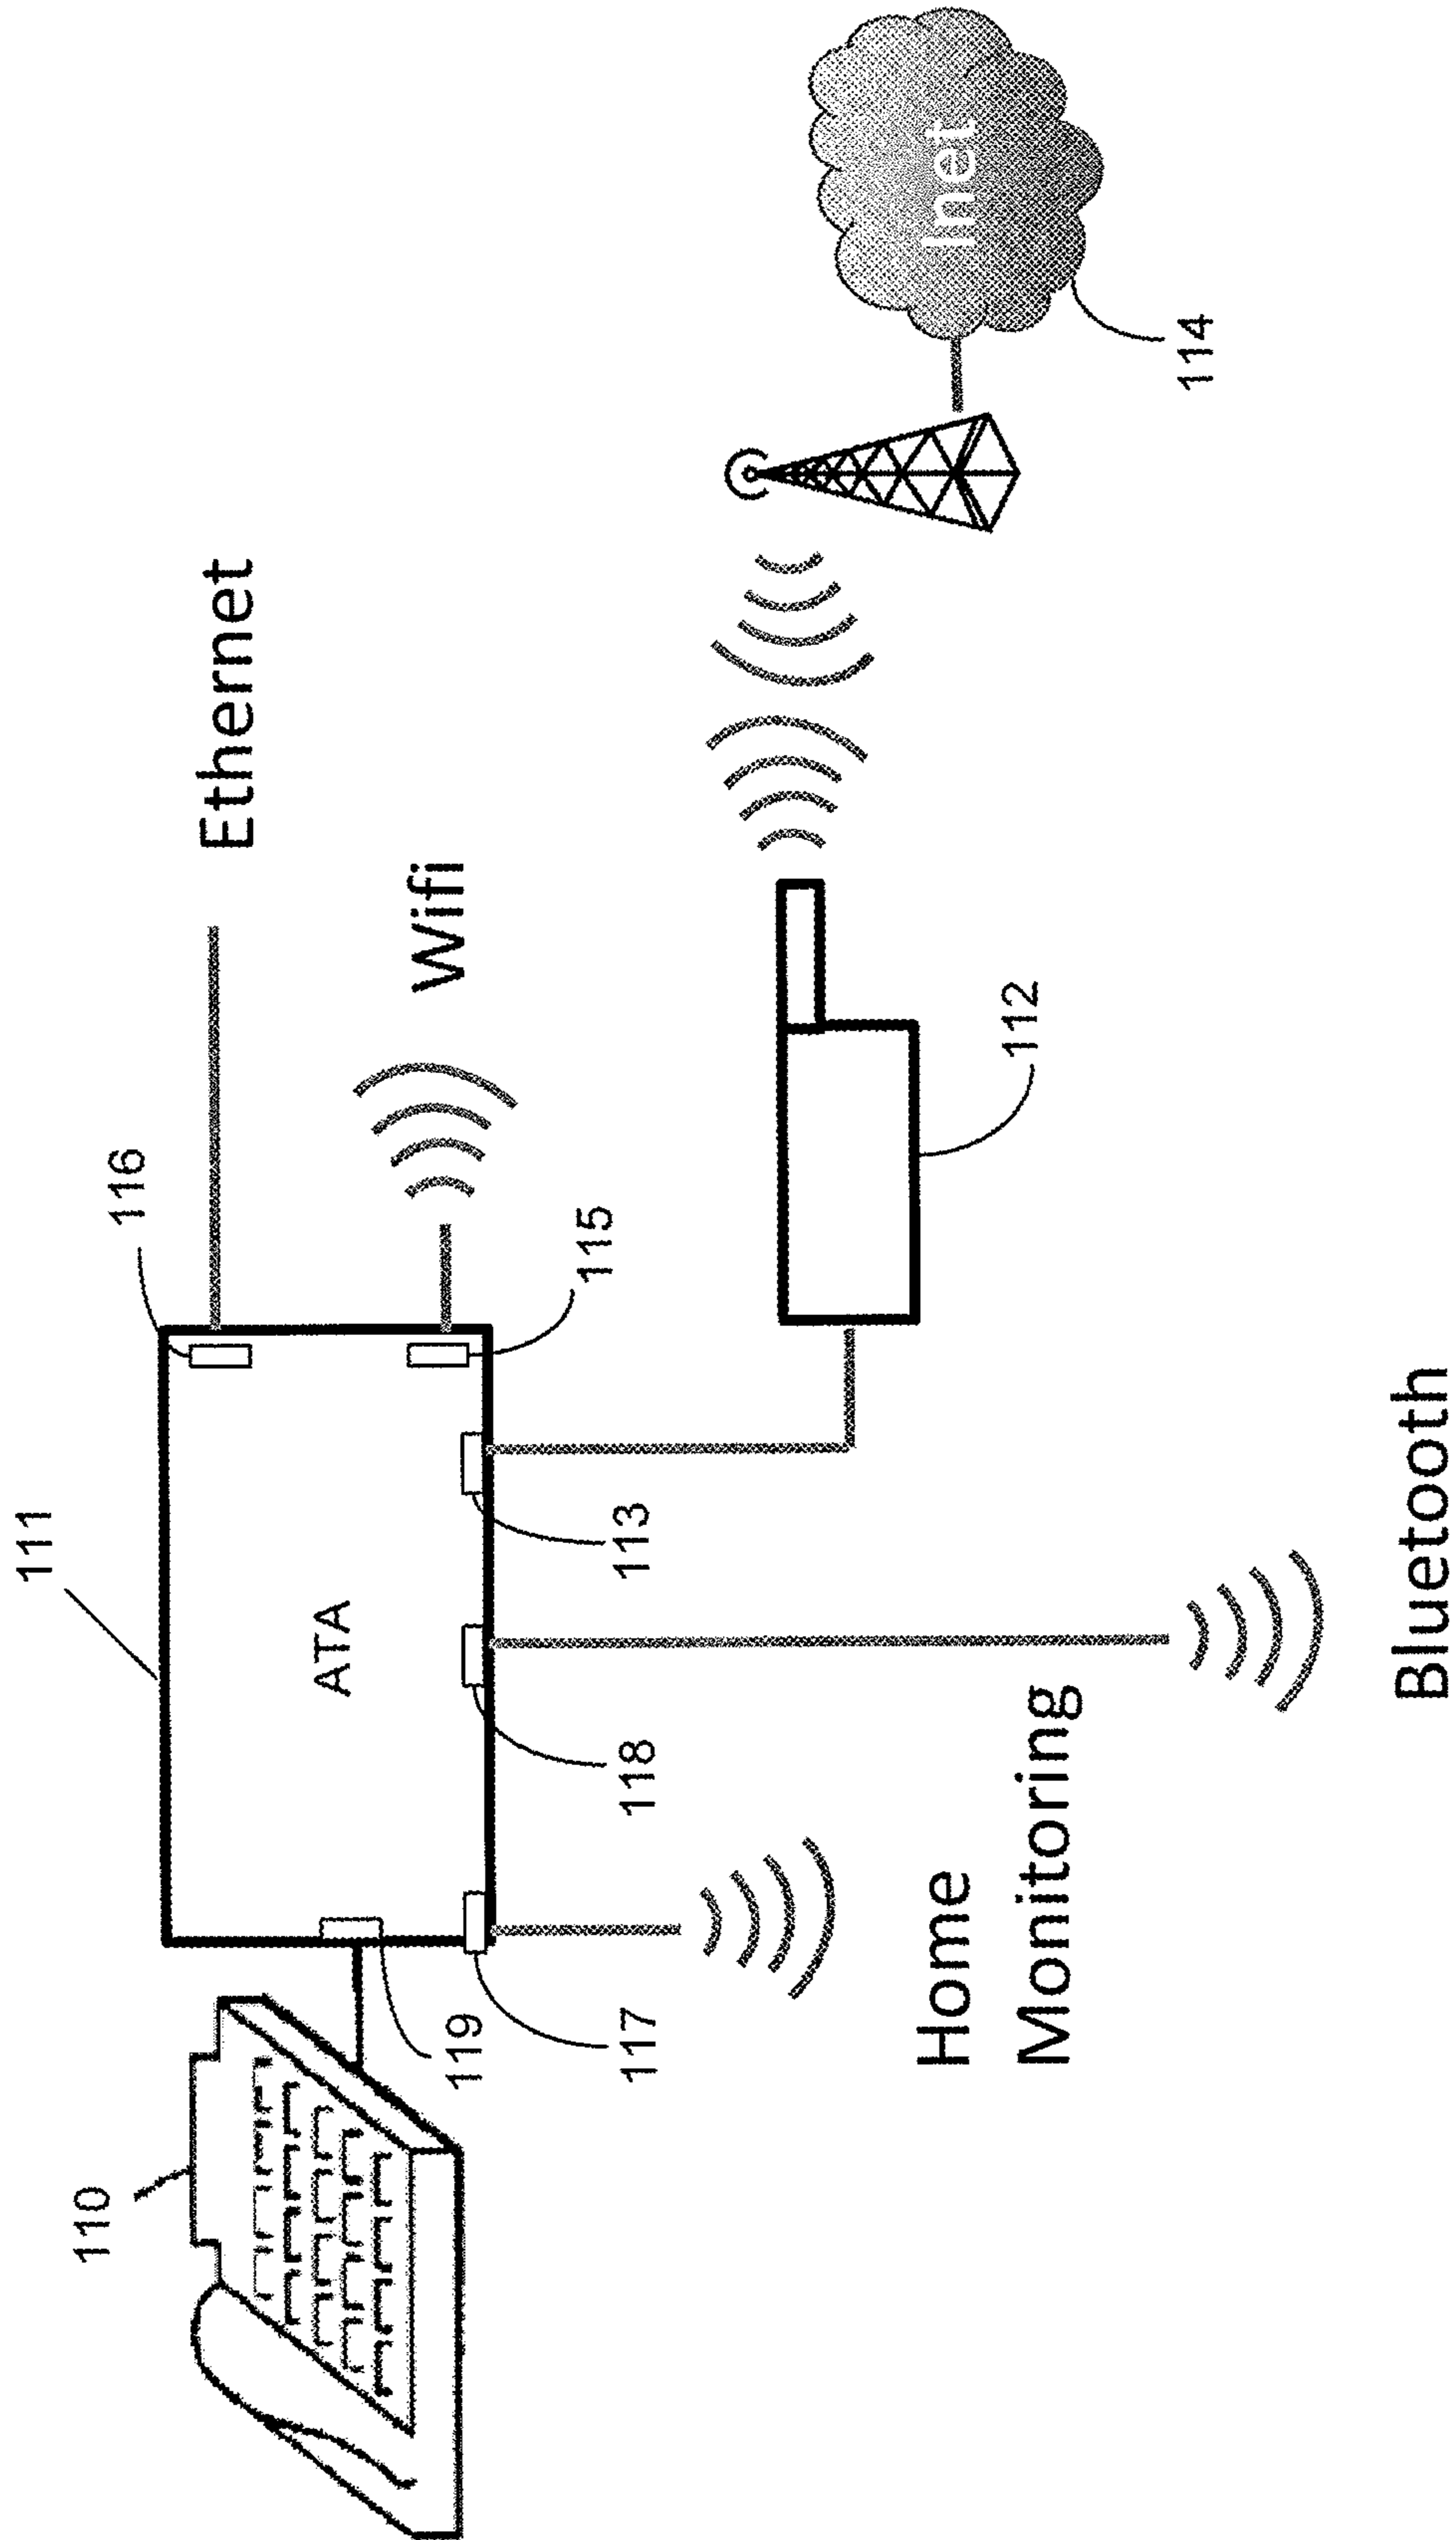 110
111
116
Ethernet
119
ATA
Wifi
115
117
118
113
112
Inet
114
Home
Monitoring
Bluetooth